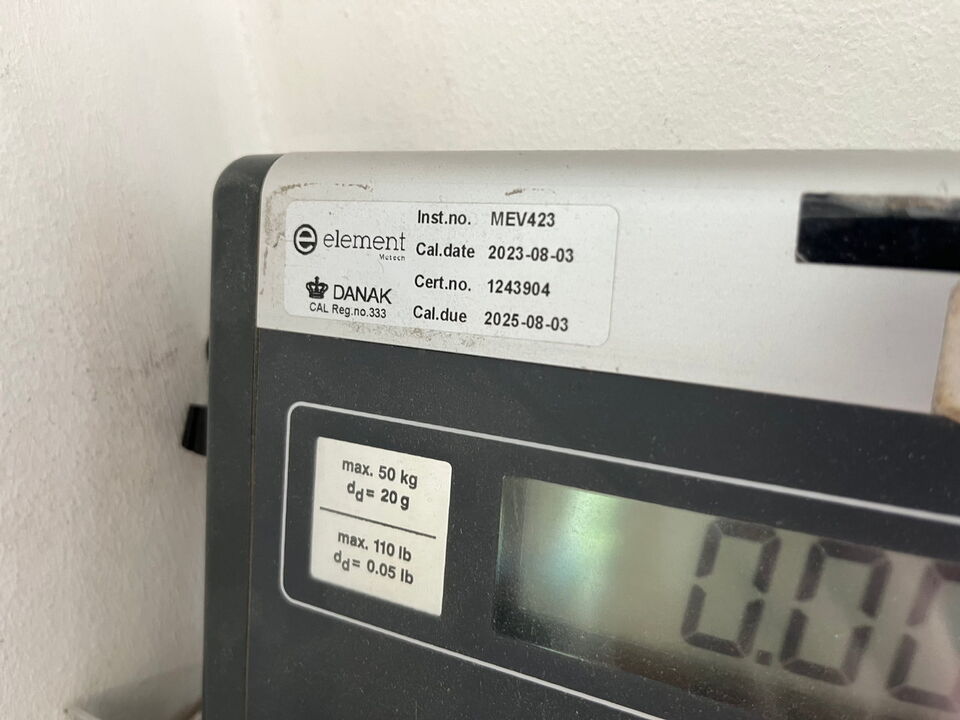 element
Metech
DANAK
CAL Reg.no.333
Inst.no. MEV423
Cal.date 2023-08-03
Cert.no. 1243904
Cal.due 2025-08-03
max. 50 kg
dd= 20 g
max. 110 lb
dd= 0.05 lb
0.0